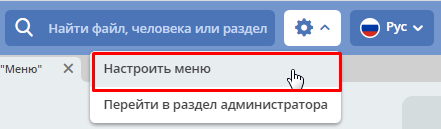 Найти файл, человека или раздел
Рус
"Меню"
Настроить меню
Перейти в раздел администратора